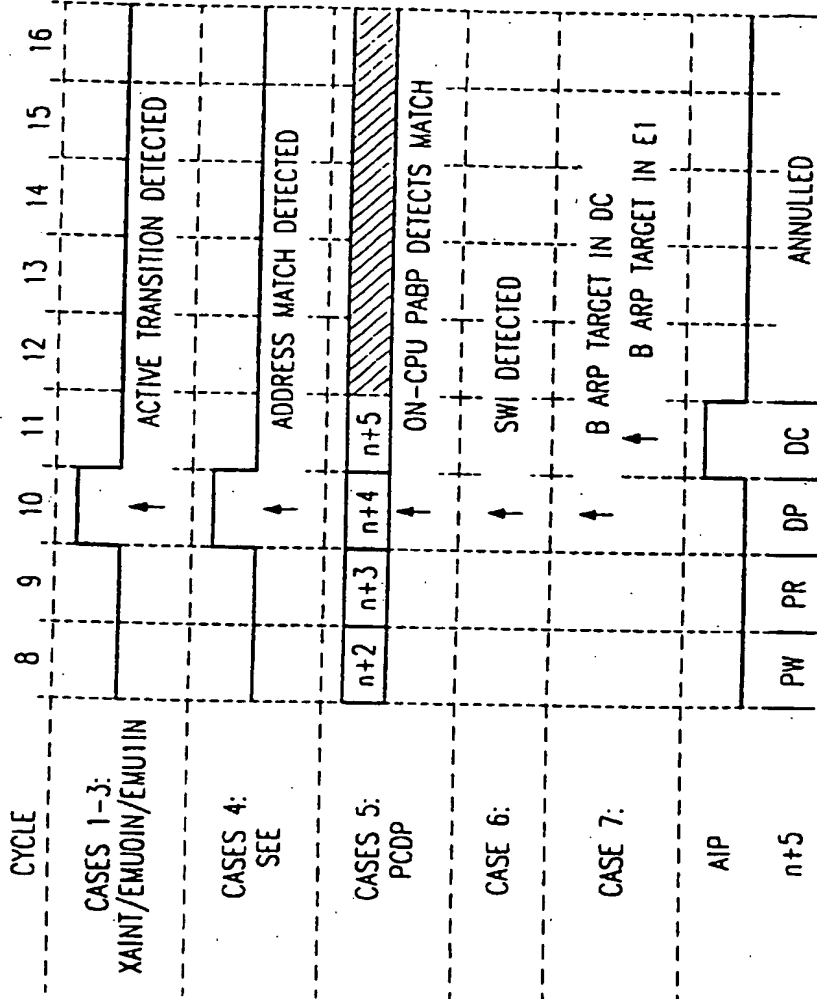 CYCLE 8 9 10 11 12 13 14 15 16
CASES 1-3:
XAINT/EMU0IN/EMU1IN
ACTIVE TRANSITION DETECTED
CASES 4:
SEE
ADDRESS MATCH DETECTED
CASES 5:
PCDP
n+2 n+3 n+4 n+5
ON-CPU PABP DETECTS MATCH
CASE 6:
SWI DETECTED
CASE 7:
B ARP TARGET IN DC
B ARP TARGET IN E1
AIP
n+5 PW PR DP DC ANNULLED